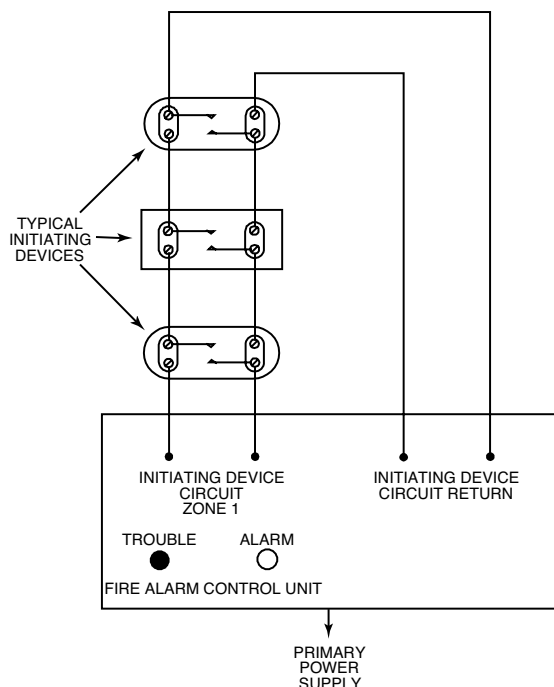 TYPICAL
INITIATING
DEVICES
INITIATING DEVICE
CIRCUIT
ZONE 1
INITIATING DEVICE
CIRCUIT RETURN
TROUBLE
ALARM
FIRE ALARM CONTROL UNIT
PRIMARY
POWER
SUPPLY